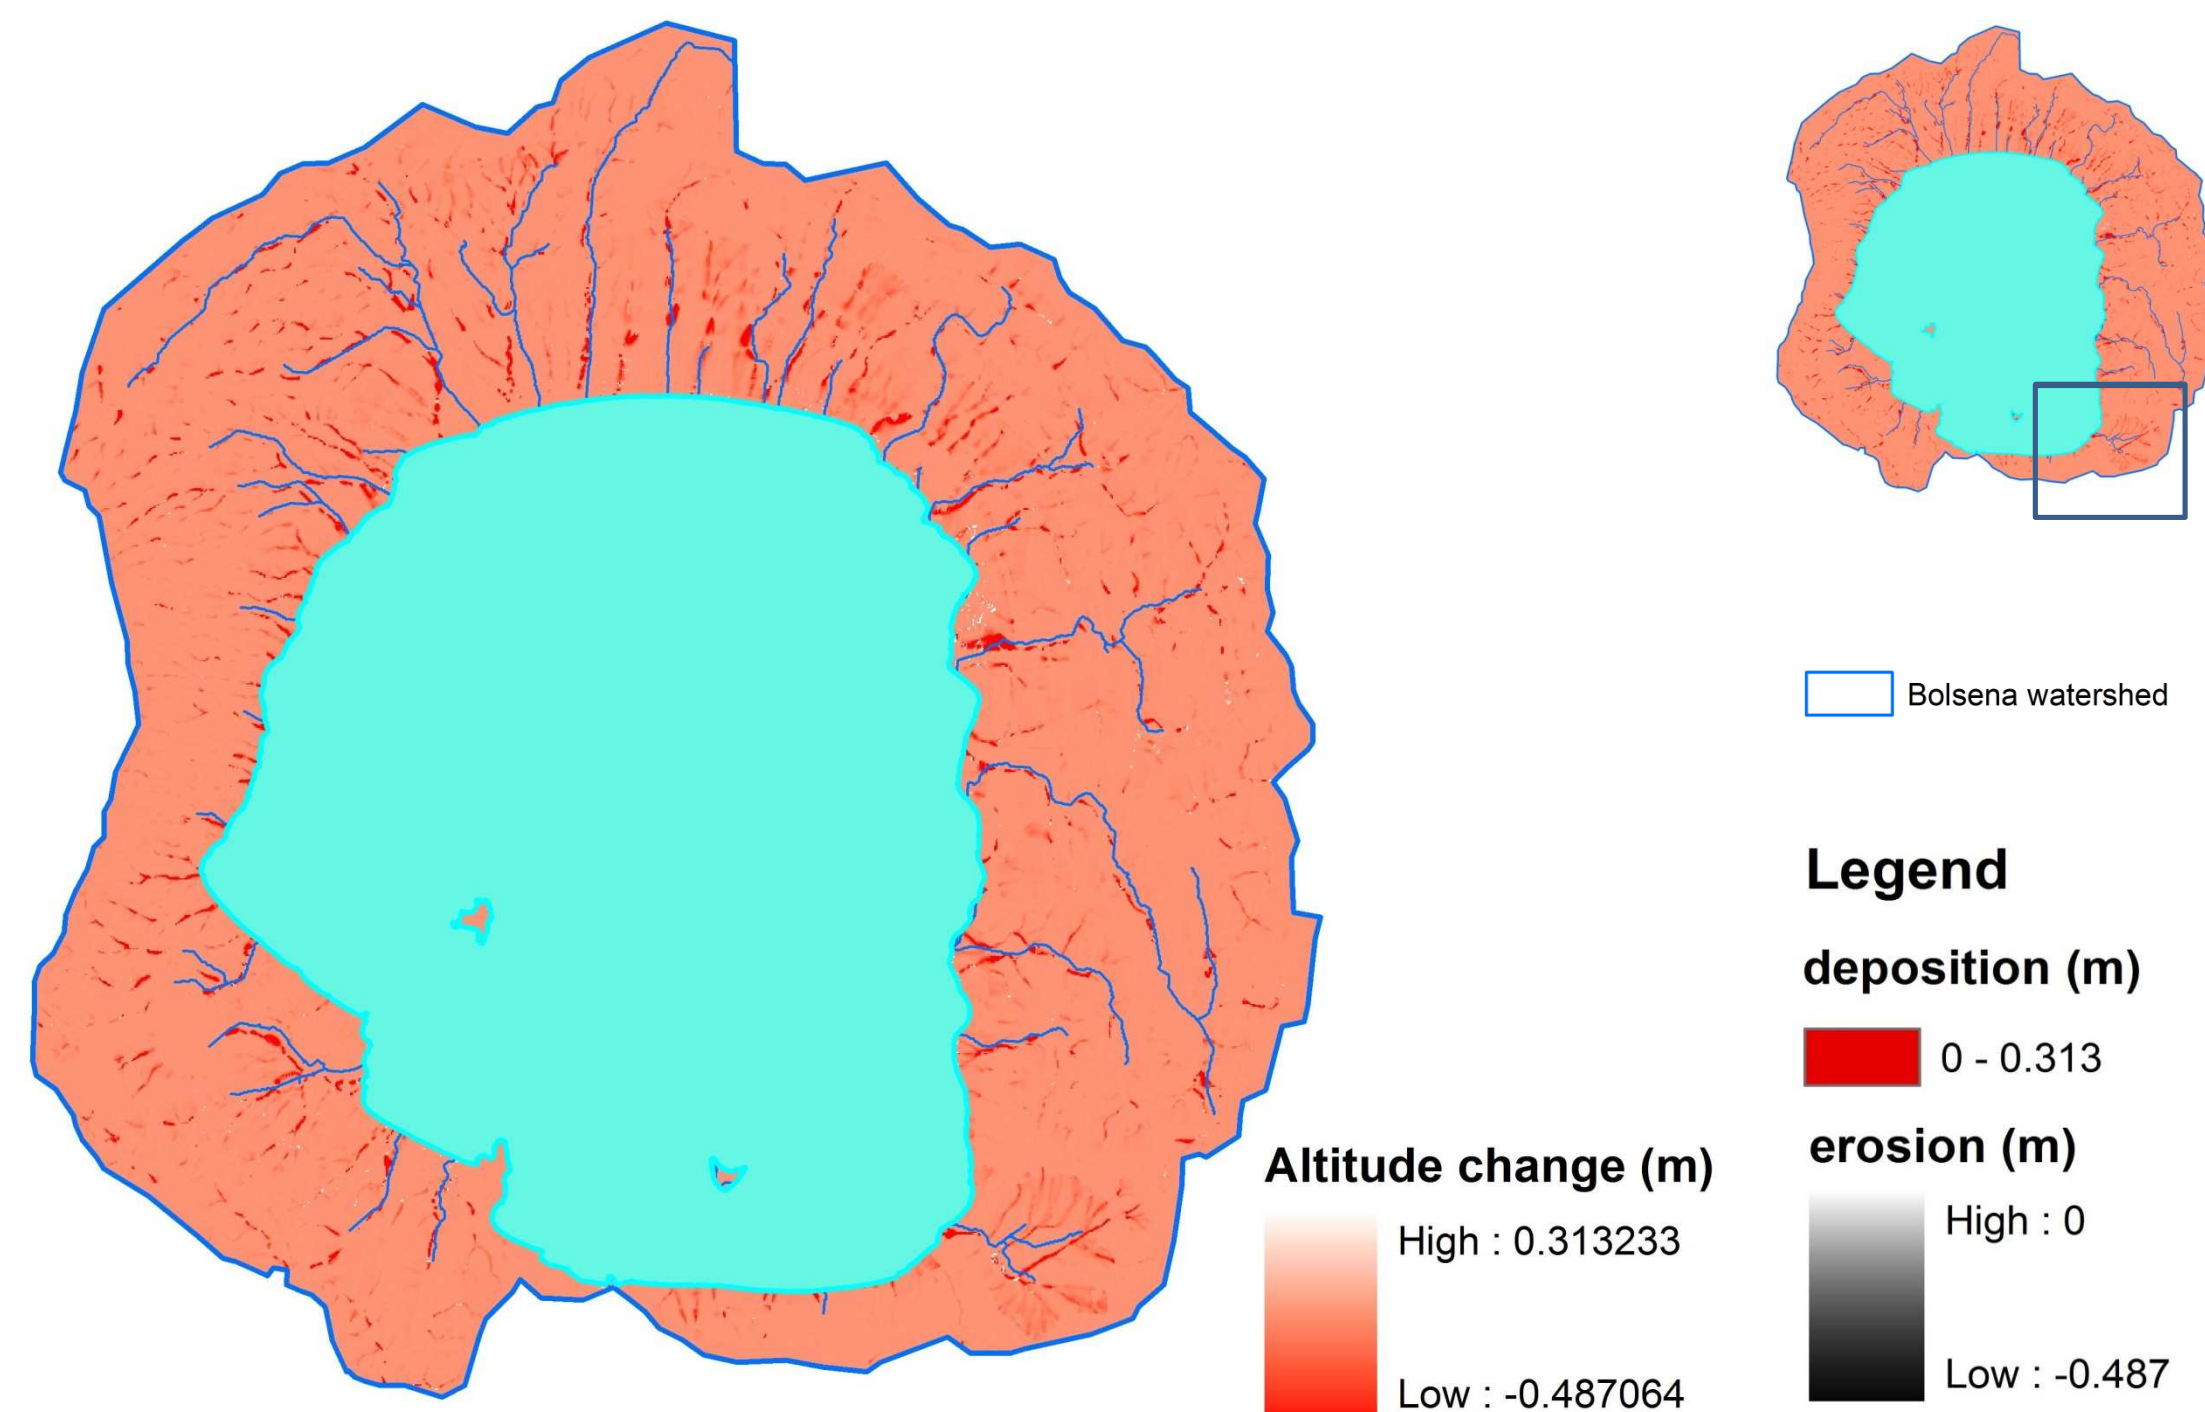 Bolsena watershed
Legend
deposition (m)
0 - 0.313
erosion (m)
High : 0
Low : -0.487
Altitude change (m)
High : 0.313233
Low : -0.487064